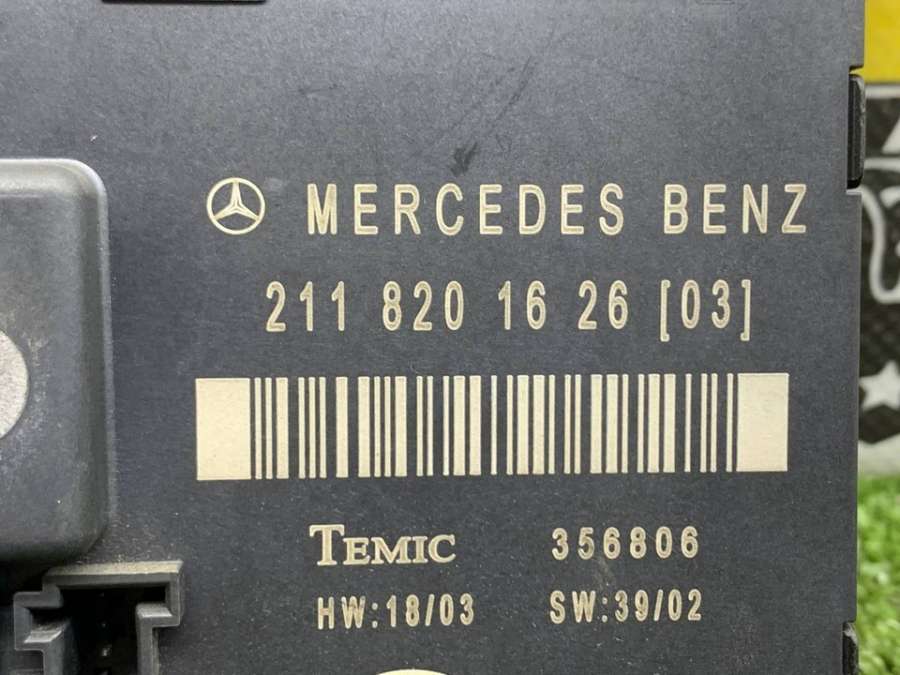 MERCEDES BENZ
211 820 16 26 [03]
TEMIC 356806
HW:18/03 SW:39/02